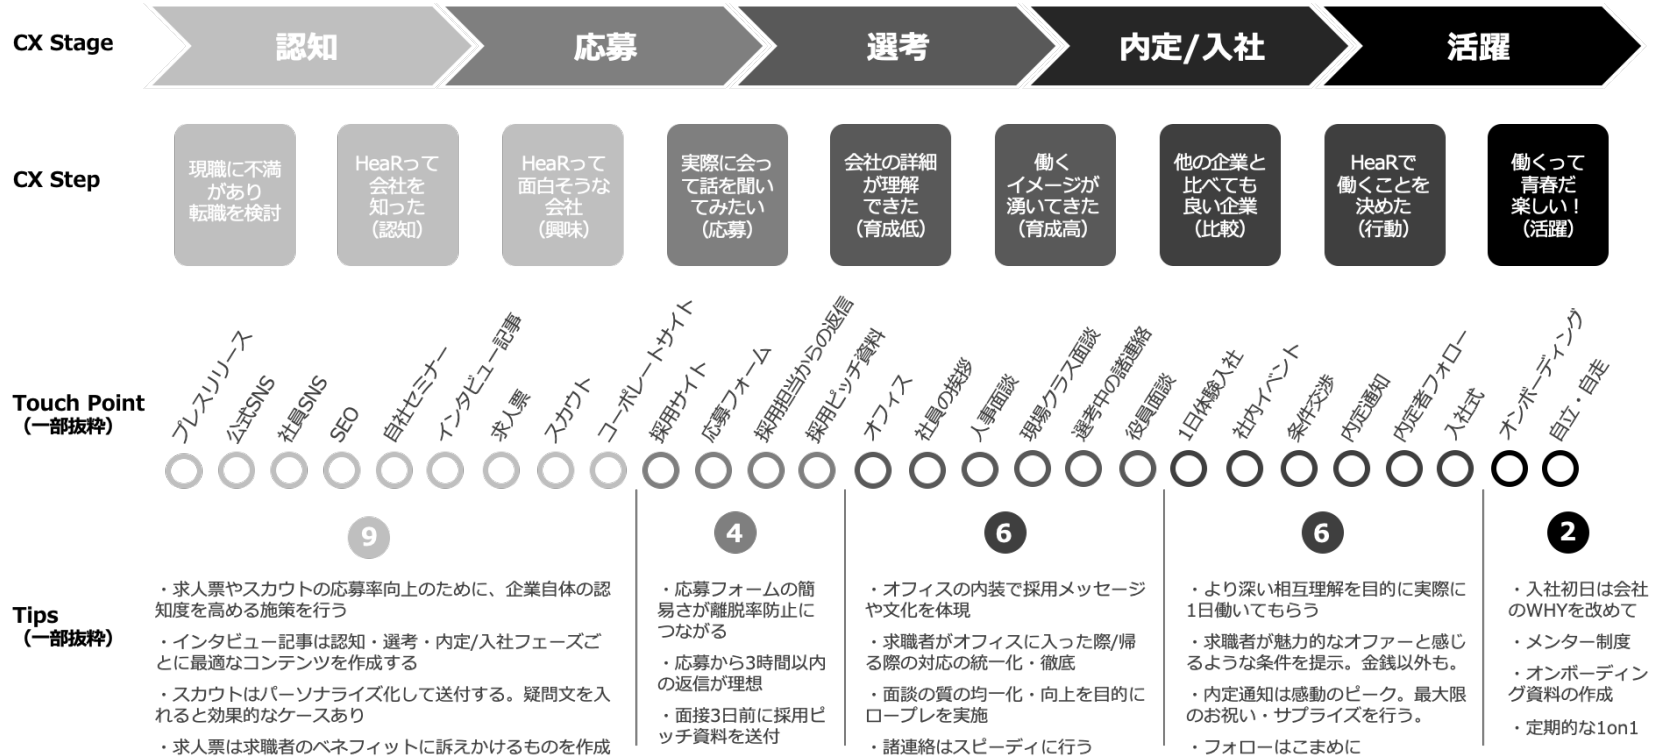 CX Stage
認知
応募
選考
内定/入社
活躍
CX Step
現職に不満
があり
転職を検討
HeaRって
会社を
知った
（認知）
HeaRって
面白そうな
会社
（興味）
実際に会っ
て話を聞い
てみたい
（応募）
会社の詳細
が理解
できた
（育成低）
働く
イメージが
湧いてきた
（育成高）
他の企業と
比べても
良い企業
（比較）
HeaRで
働くことを
決めた
（行動）
働くって
青春だ
楽しい！
（活躍）
Touch Point
（一部抜粋）
プレスリリース
公式SNS
社員SNS
SEO
自社セミナー
インタビュー記事
求人票
スカウト
コーポレートサイト
採用サイト
応募フォーム
採用担当からの返信
採用ピッチ資料
オフィス
社員の挨拶
人事面談
現場クラス面談
選考中の諸連絡
役員面談
1日体験入社
社内イベント
条件交渉
内定通知
内定者フォロー
入社式
オンボーディング
自立・自走
9
4
6
6
2
Tips
（一部抜粋）
・求人票やスカウトの応募率向上のために、企業自体の認
知度を高める施策を行う
・インタビュー記事は認知・選考・内定/入社フェーズご
とに最適なコンテンツを作成する
・スカウトはパーソナライズ化して送付する。疑問文を入
れると効果的なケースあり
・求人票は求職者のベネフィットに訴えかけるものを作成
・応募フォームの簡
易さが離脱率防止に
つながる
・応募から3時間以内
の返信が理想
・面接3日前に採用ピ
ッチ資料を送付
・オフィスの内装で採用メッセージ
や文化を体現
・求職者がオフィスに入った際/帰
る際の対応の統一化・徹底
・面談の質の均一化・向上を目的に
ロープレを実施
・諸連絡はスピーディに行う
・より深い相互理解を目的に実際に
1日働いてもらう
・求職者が魅力的なオファーと感じ
るような条件を提示。金銭以外も。
・内定通知は感動のピーク。最大限
のお祝い・サプライズを行う。
・フォローはこまめに
・入社初日は会社
のWHYを改めて
・メンター制度
・オンボーディン
グ資料の作成
・定期的な1on1